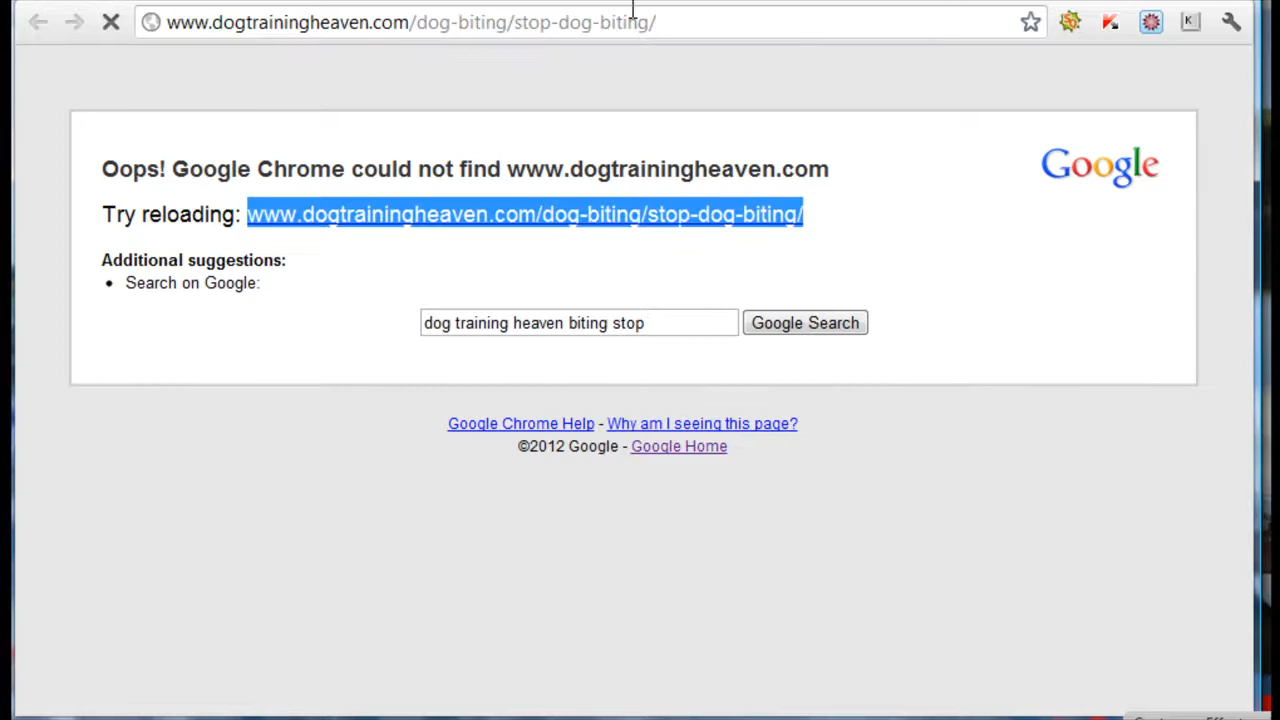 www.dogtrainingheaven.com/dog-biting/stop-dog-biting/
Oops! Google Chrome could not find www.dogtrainingheaven.com
Google
Try reloading: www.dogtrainingheaven.com/dog-biting/stop-dog-biting/
Additional suggestions:
• Search on Google:
dog training heaven biting stop
Google Search
Google Chrome Help - Why am I seeing this page?
©2012 Google - Google Home